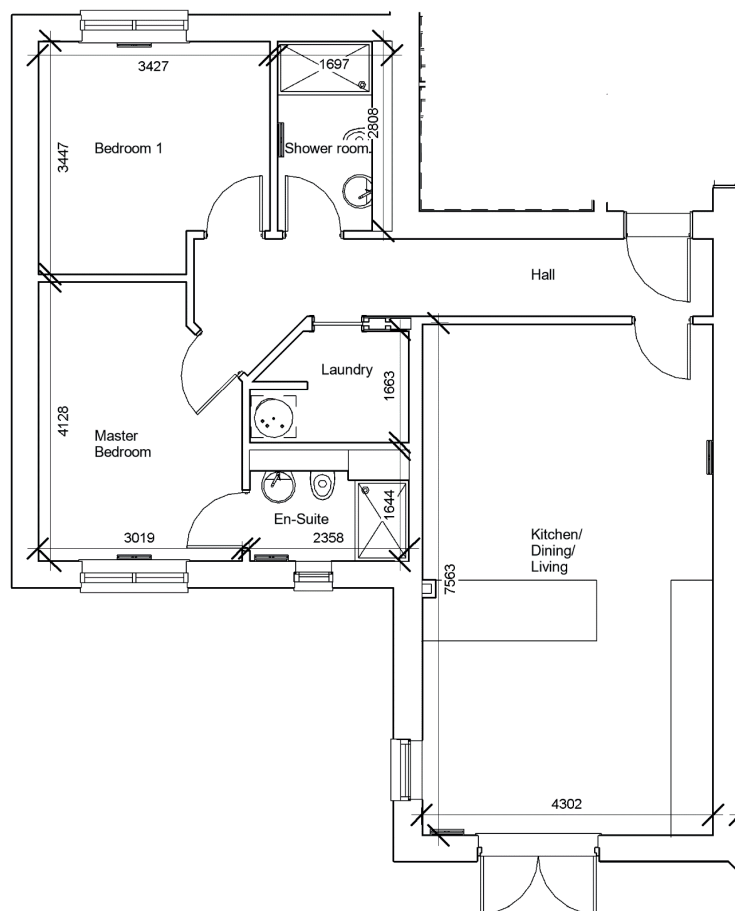 3427
1697
3447
Bedroom 1
Shower room
2808
Hall
Laundry
1663
4128
Master
Bedroom
En-Suite
1644
3019
2358
Kitchen/
Dining/
Living
7563
4302